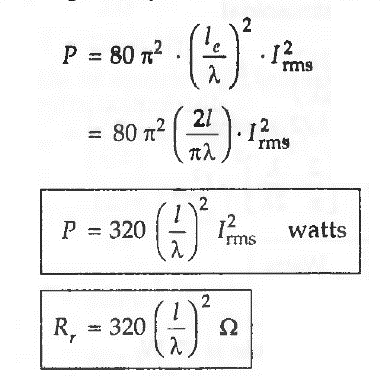 P = 80 π² · (l_e/λ)² · I²_rms
= 80 π² (2l/πλ) · I²_rms
P = 320 (l/λ)² I²_rms watts
R_r = 320 (l/λ)² Ω